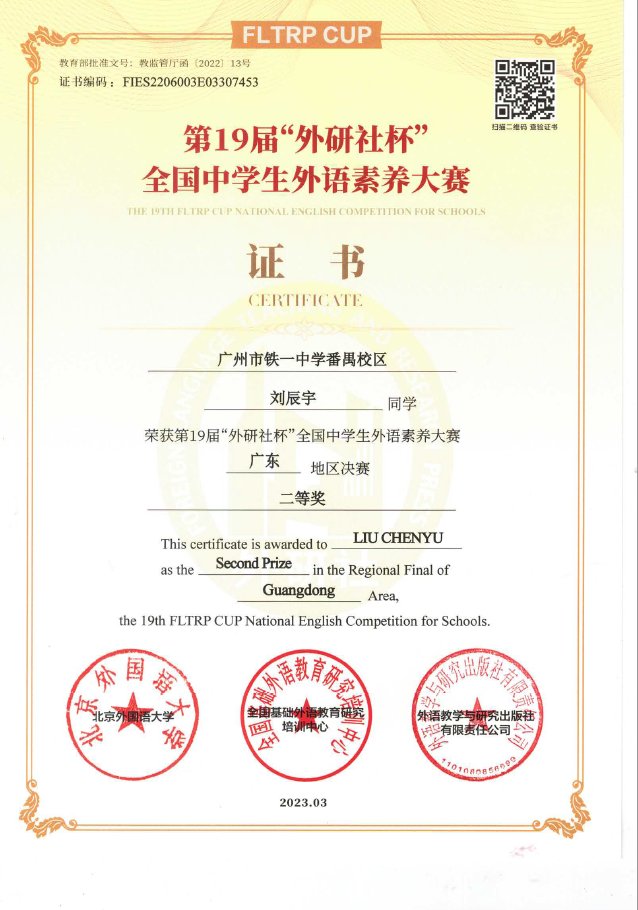 FLTRP CUP
教育部批准文号：教监管厅函〔2022〕13号
证书编码：FIES2206003E03307453
扫描二维码 查验证书
第19届“外研社杯”
全国中学生外语素养大赛
THE 19TH FLTRP CUP NATIONAL ENGLISH COMPETITION FOR SCHOOLS
证 书
CERTIFICATE
广州市铁一中学番禺校区
刘辰宇 同学
荣获第19届“外研社杯”全国中学生外语素养大赛
广东 地区决赛
二等奖
This certificate is awarded to LIU CHENYU
as the Second Prize in the Regional Final of
Guangdong Area,
the 19th FLTRP CUP National English Competition for Schools.
北京外国语大学
北京外国语大学
全国基础外语教育研究培训中心
全国基础外语教育研究
培训中心
外语教学与研究出版社有限责任公司
外语教学与研究出版社
有限责任公司
2023.03